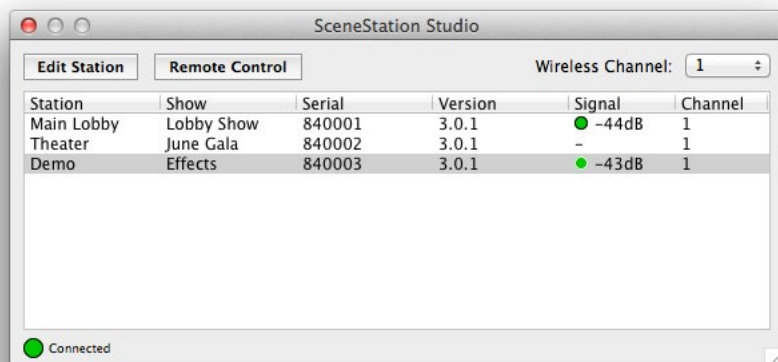 SceneStation Studio
Edit Station Remote Control Wireless Channel: 1
Station Show Serial Version Signal Channel
Main Lobby Lobby Show 840001 3.0.1 -44dB 1
Theater June Gala 840002 3.0.1 - 1
Demo Effects 840003 3.0.1 -43dB 1
Connected